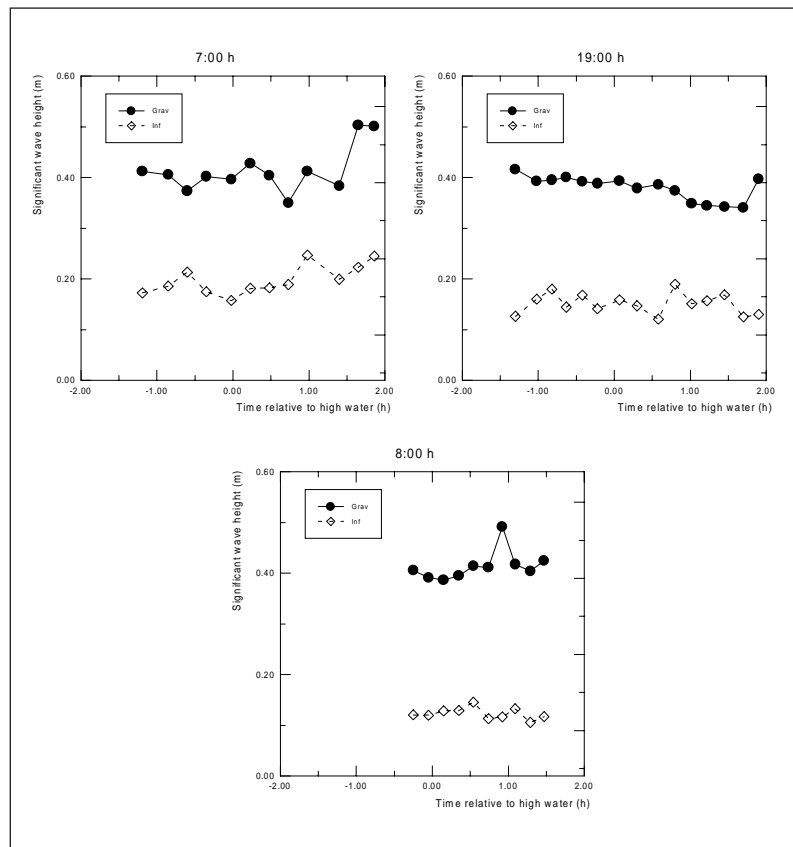 7:00 h
Significant wave height (m)
0.60
0.40
0.20
0.00
Grav
Inf
-2.00 -1.00 0.00 1.00 2.00
Time relative to high water (h)
19:00 h
Significant wave height (m)
0.60
0.40
0.20
0.00
Grav
Inf
-2.00 -1.00 0.00 1.00 2.00
Time relative to high water (h)
8:00 h
Significant wave height (m)
0.60
0.40
0.20
0.00
Grav
Inf
-2.00 -1.00 0.00 1.00 2.00
Time relative to high water (h)